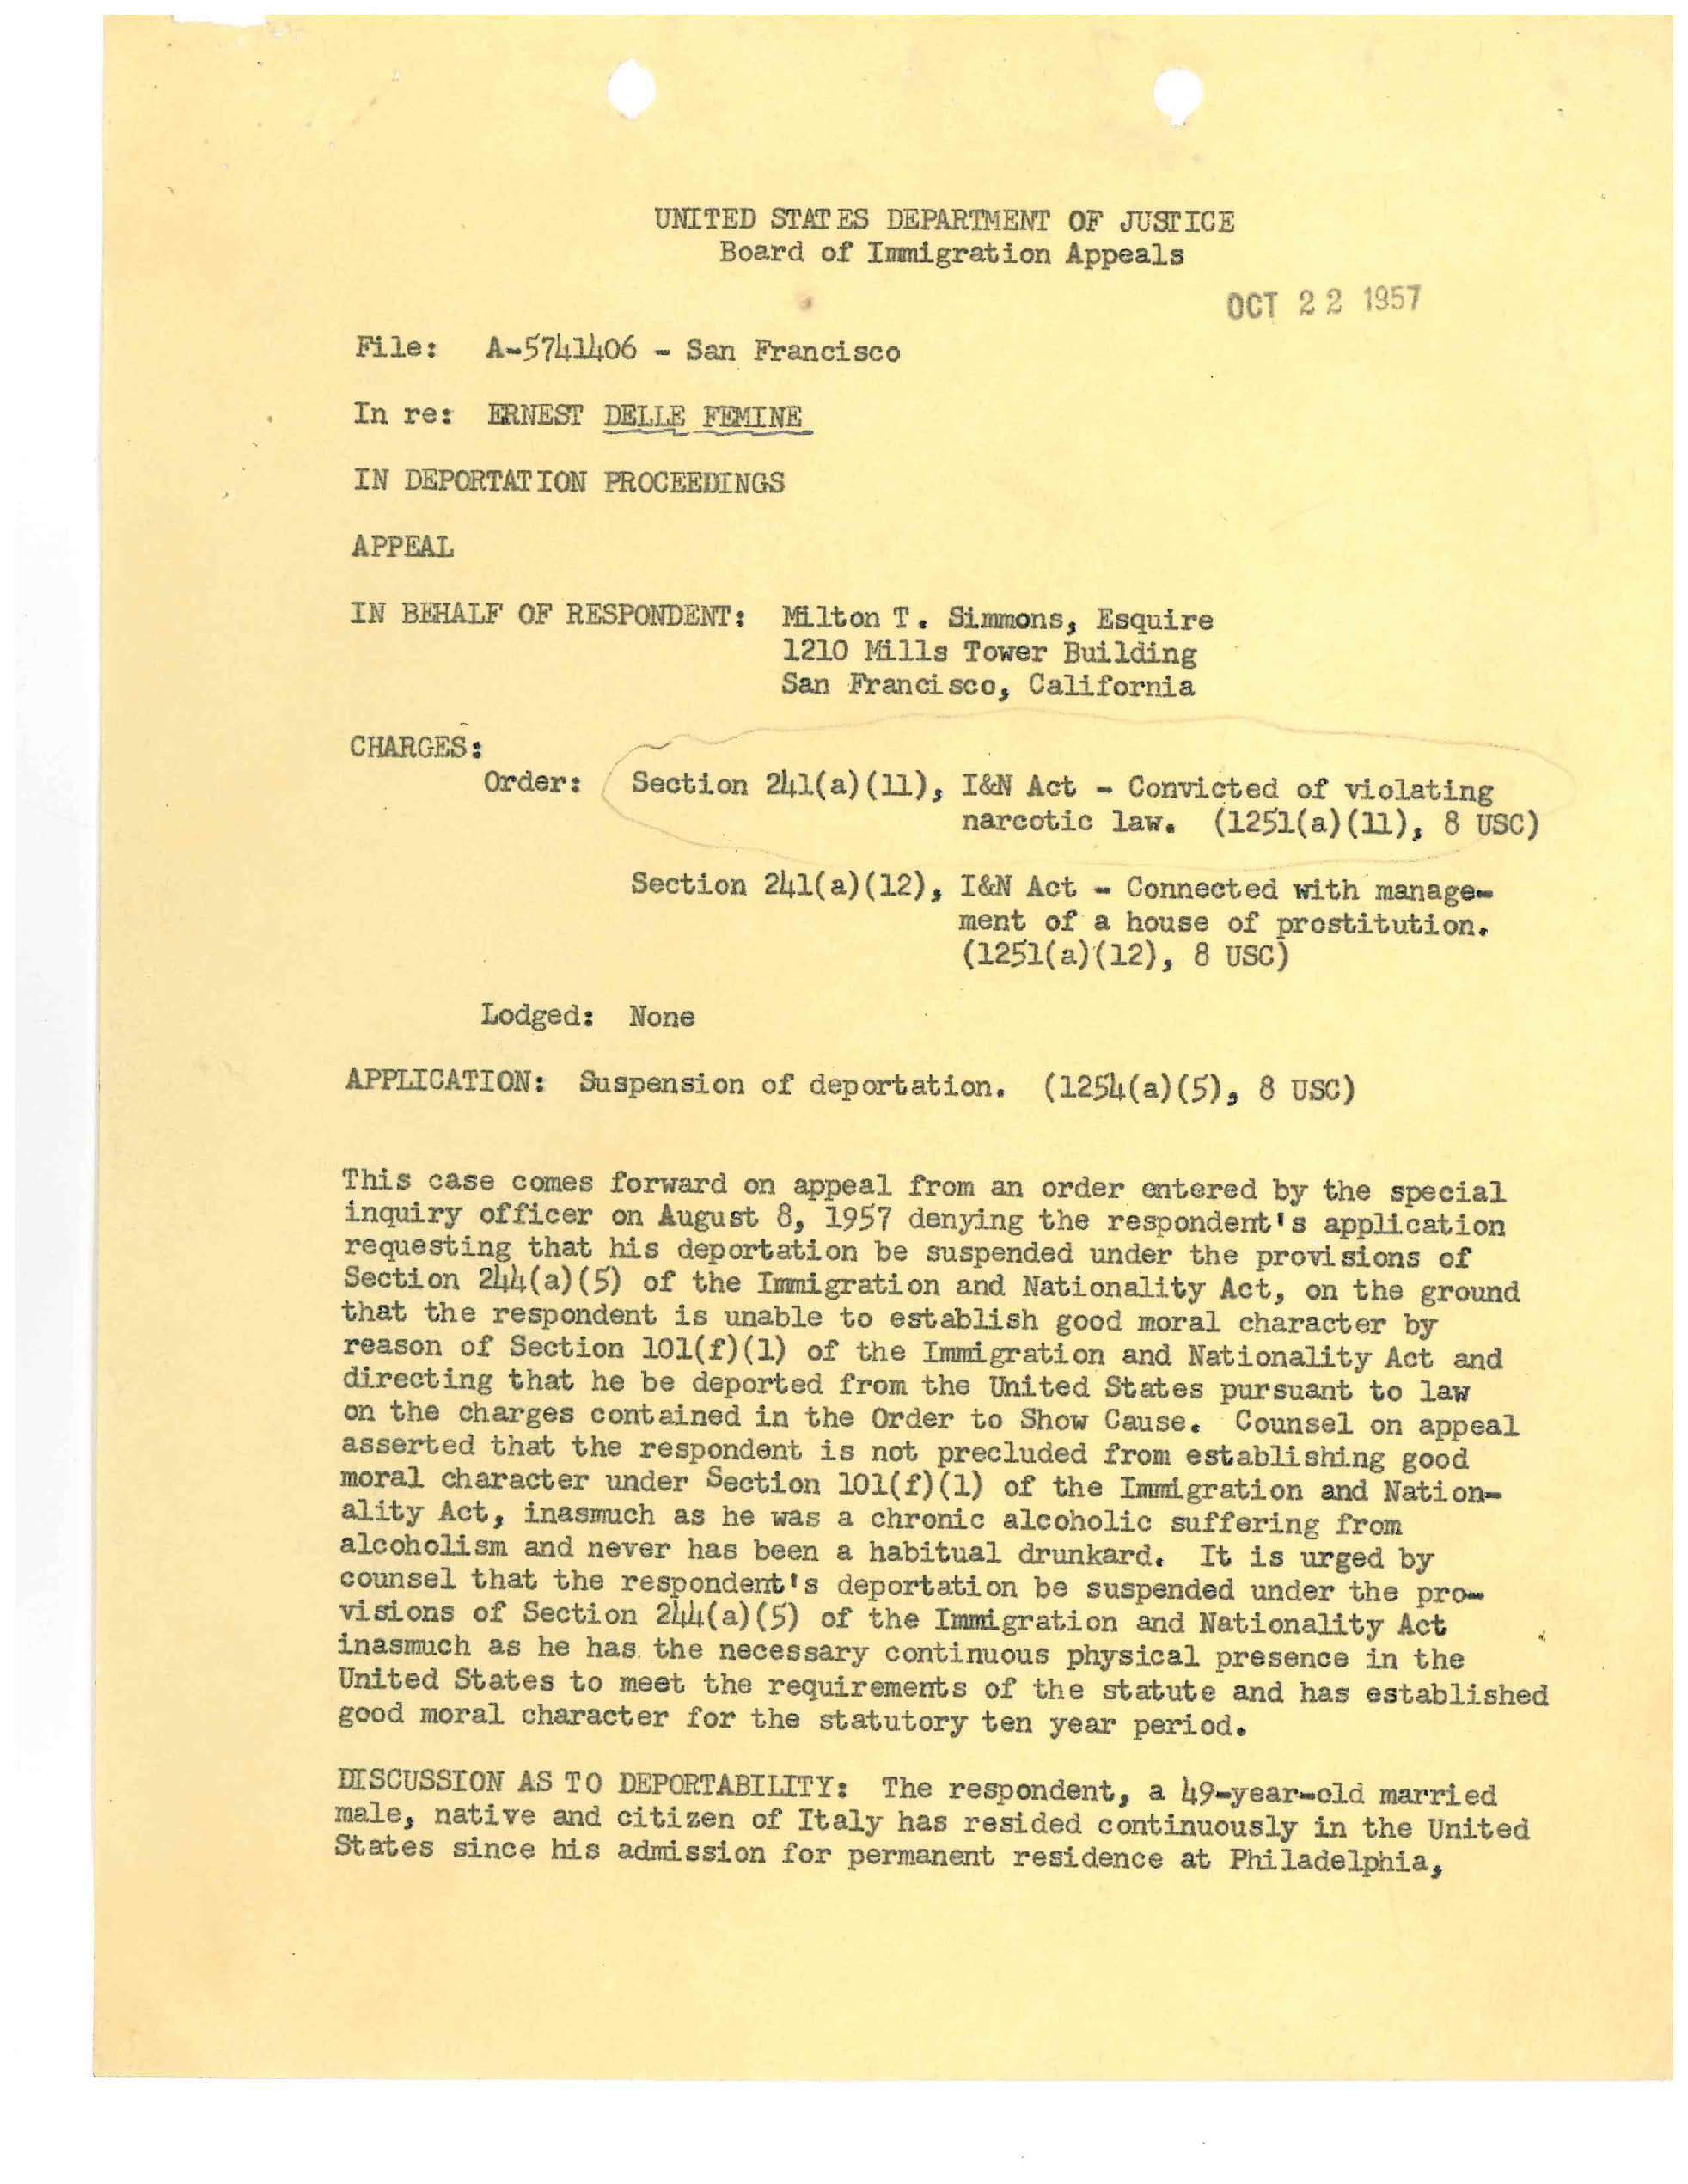 UNITED STATES DEPARTMENT OF JUSTICE
Board of Immigration Appeals
OCT 22 1957
File: A-5741406 - San Francisco
In re: ERNEST DELLE FEMINE
IN DEPORTATION PROCEEDINGS
APPEAL
IN BEHALF OF RESPONDENT: Milton T. Simmons, Esquire
1210 Mills Tower Building
San Francisco, California
CHARGES:
Order: Section 241(a)(11), I&N Act - Convicted of violating
narcotic law. (1251(a)(11), 8 USC)
Section 241(a)(12), I&N Act - Connected with manage-
ment of a house of prostitution.
(1251(a)(12), 8 USC)
Lodged: None
APPLICATION: Suspension of deportation. (1254(a)(5), 8 USC)
This case comes forward on appeal from an order entered by the special
inquiry officer on August 8, 1957 denying the respondent's application
requesting that his deportation be suspended under the provisions of
Section 244(a)(5) of the Immigration and Nationality Act, on the ground
that the respondent is unable to establish good moral character by
reason of Section 101(f)(1) of the Immigration and Nationality Act and
directing that he be deported from the United States pursuant to law
on the charges contained in the Order to Show Cause. Counsel on appeal
asserted that the respondent is not precluded from establishing good
moral character under Section 101(f)(1) of the Immigration and Nation-
ality Act, inasmuch as he was a chronic alcoholic suffering from
alcoholism and never has been a habitual drunkard. It is urged by
counsel that the respondent's deportation be suspended under the pro-
visions of Section 244(a)(5) of the Immigration and Nationality Act
inasmuch as he has the necessary continuous physical presence in the
United States to meet the requirements of the statute and has established
good moral character for the statutory ten year period.
DISCUSSION AS TO DEPORTABILITY: The respondent, a 49-year-old married
male, native and citizen of Italy has resided continuously in the United
States since his admission for permanent residence at Philadelphia,